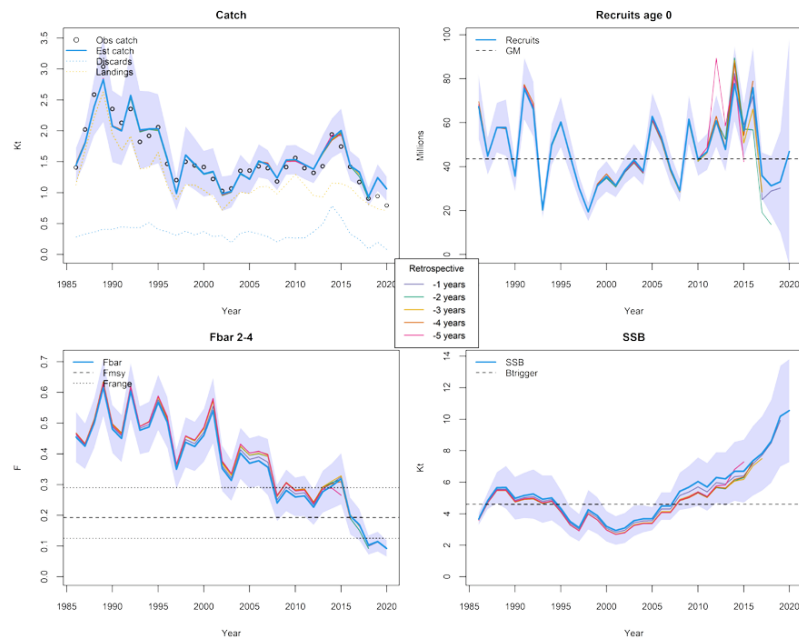 Catch
Obs catch
Est catch
Discards
Landings
Kt
0.0 0.5 1.0 1.5 2.0 2.5 3.0 3.5
1985 1990 1995 2000 2005 2010 2015 2020
Year
Recruits age 0
Recruits
GM
Millions
0 20 40 60 80 100
1985 1990 1995 2000 2005 2010 2015 2020
Year
Retrospective
-1 years
-2 years
-3 years
-4 years
-5 years
Fbar 2-4
Fbar
Fmsy
Frange
F
0.0 0.1 0.2 0.3 0.4 0.5 0.6 0.7
1985 1990 1995 2000 2005 2010 2015 2020
Year
SSB
SSB
Btrigger
Kt
0 2 4 6 8 10 12 14
1985 1990 1995 2000 2005 2010 2015 2020
Year